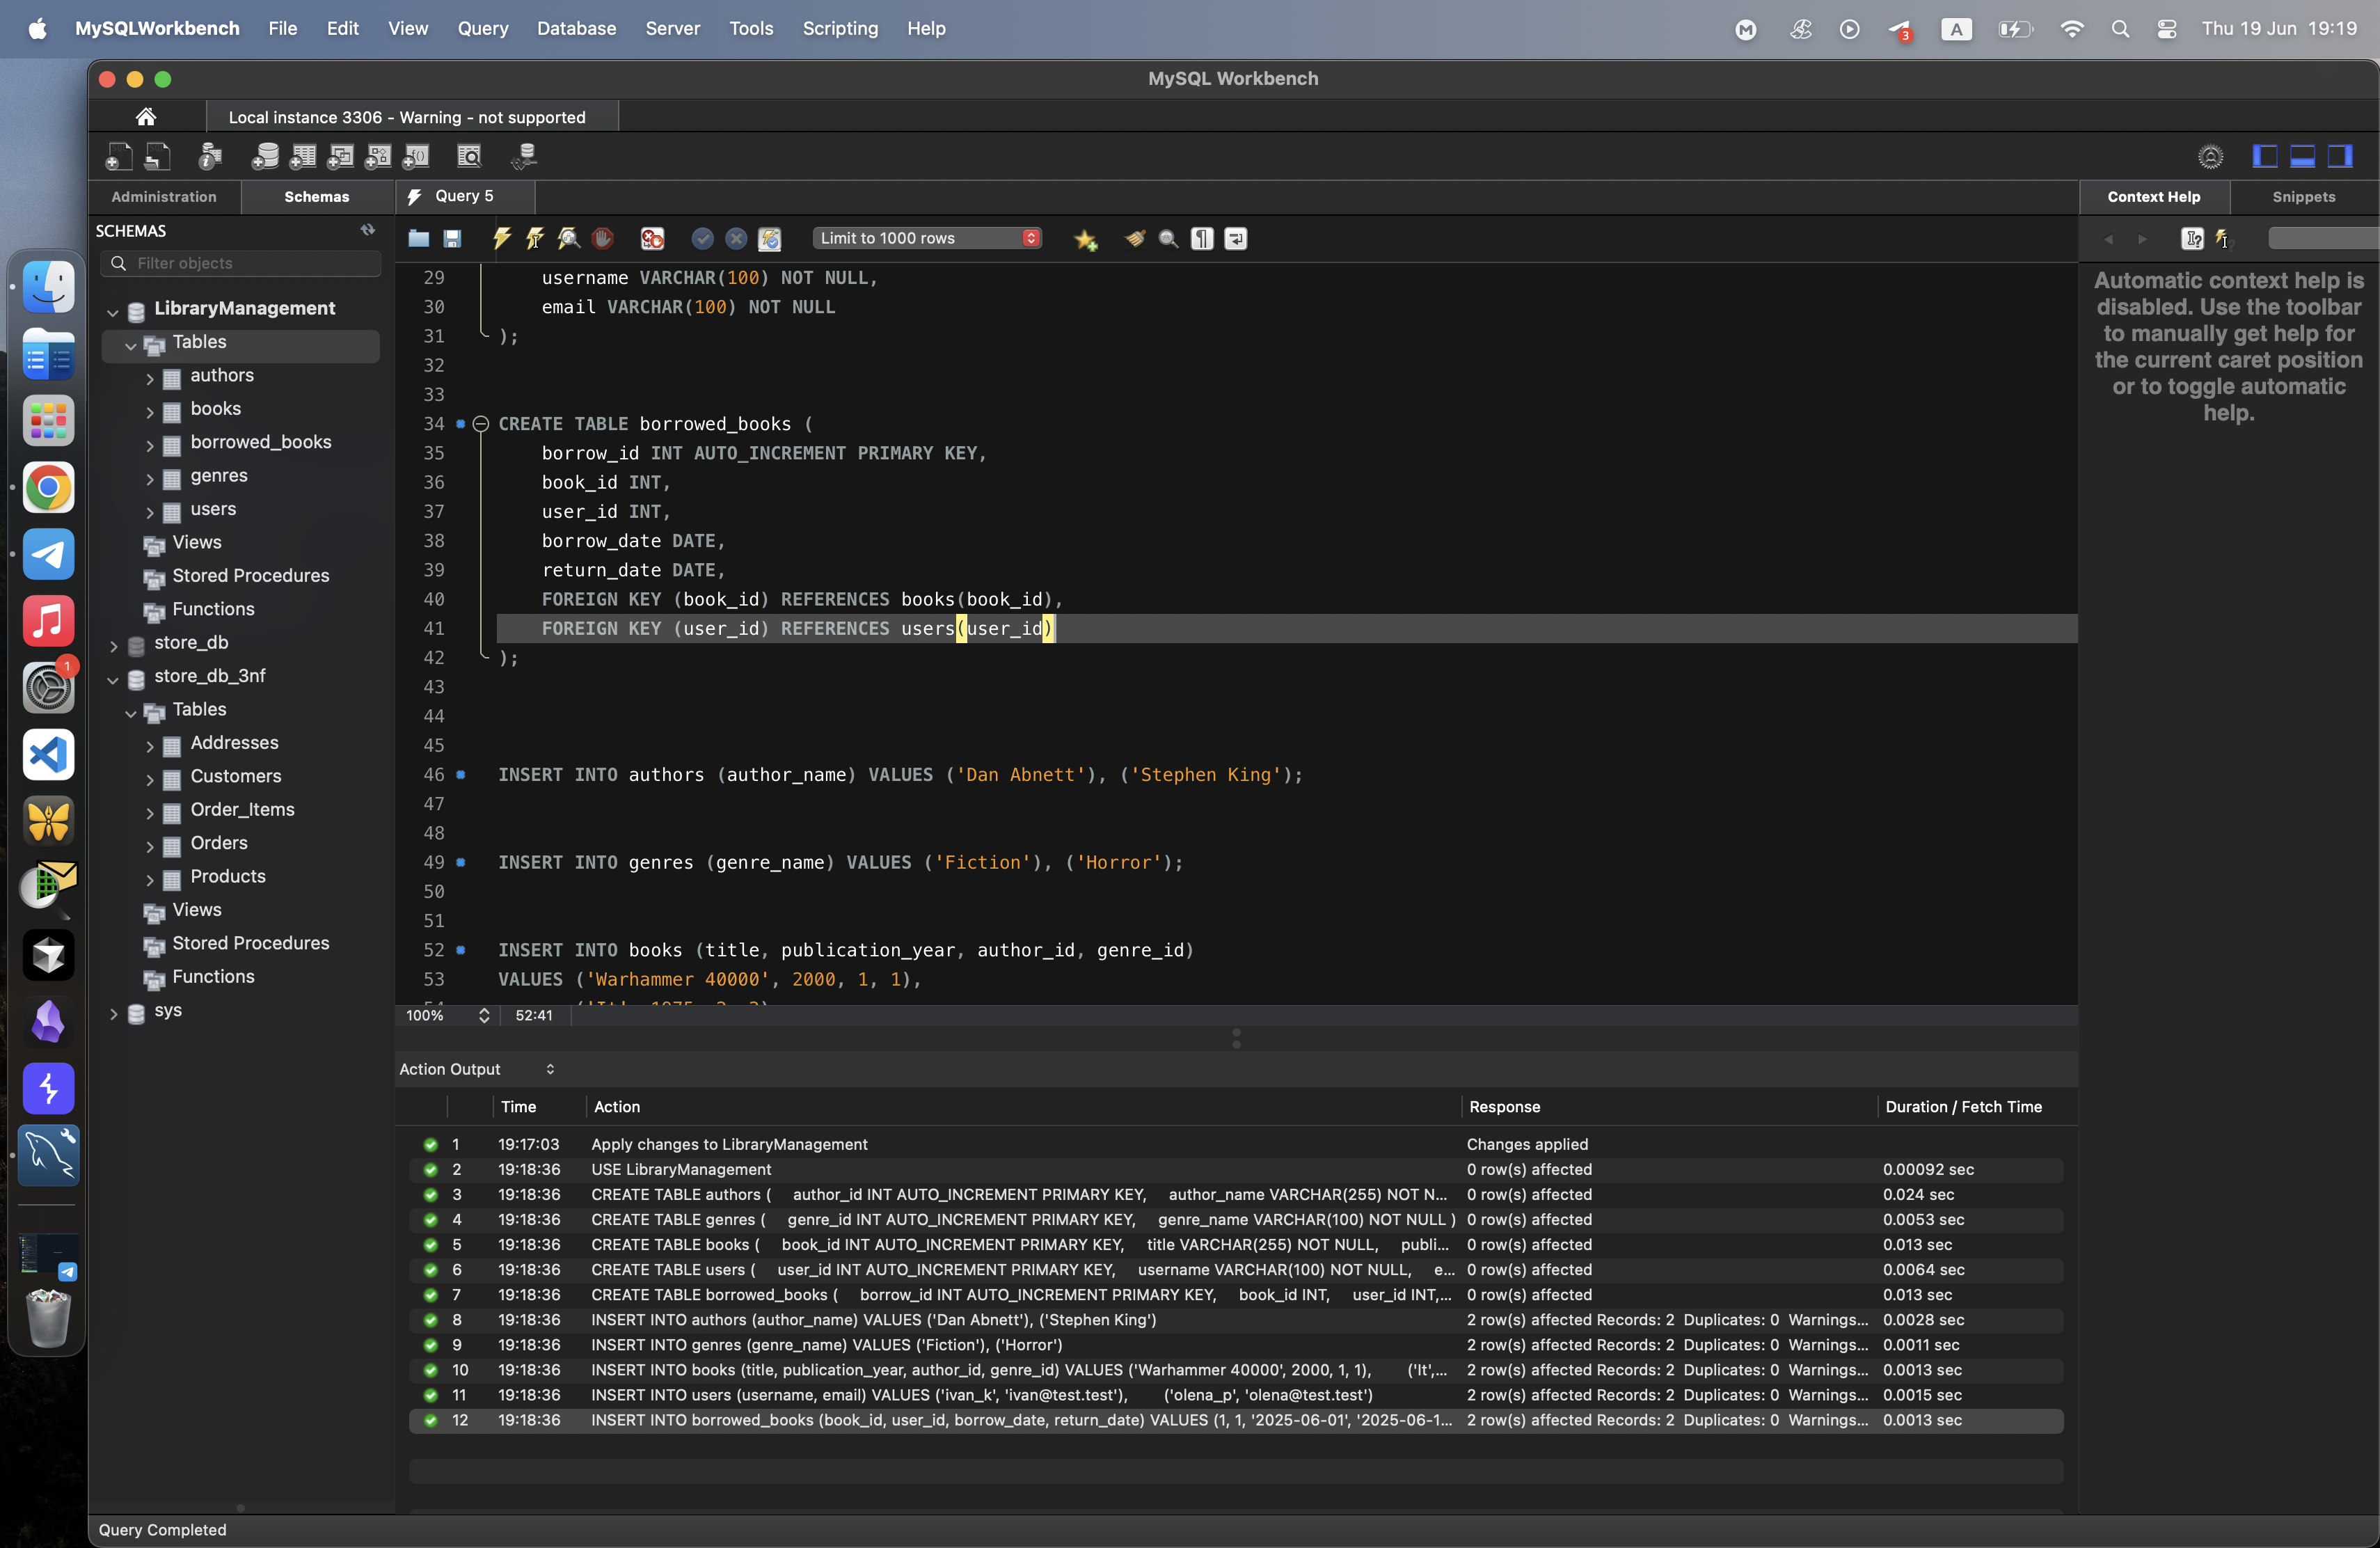 MySQLWorkbench File Edit View Query Database Server Tools Scripting Help
3
A
Thu 19 Jun 19:19
MySQL Workbench
Local instance 3306 - Warning - not supported
Administration
Schemas
Query 5
Context Help
Snippets
SCHEMAS
Filter objects
LibraryManagement
Tables
authors
books
borrowed_books
genres
users
Views
Stored Procedures
Functions
store_db
store_db_3nf
Tables
Addresses
Customers
Order_Items
Orders
Products
Views
Stored Procedures
Functions
sys
1
Limit to 1000 rows
29 username VARCHAR(100) NOT NULL,
30 email VARCHAR(100) NOT NULL
31 );
32
33
34 CREATE TABLE borrowed_books (
35 borrow_id INT AUTO_INCREMENT PRIMARY KEY,
36 book_id INT,
37 user_id INT,
38 borrow_date DATE,
39 return_date DATE,
40 FOREIGN KEY (book_id) REFERENCES books(book_id),
41 FOREIGN KEY (user_id) REFERENCES users(user_id)
42 );
43
44
45
46 INSERT INTO authors (author_name) VALUES ('Dan Abnett'), ('Stephen King');
47
48
49 INSERT INTO genres (genre_name) VALUES ('Fiction'), ('Horror');
50
51
52 INSERT INTO books (title, publication_year, author_id, genre_id)
53 VALUES ('Warhammer 40000', 2000, 1, 1),
100% 52:41
Automatic context help is
disabled. Use the toolbar
to manually get help for
the current caret position
or to toggle automatic
help.
Action Output
Time Action Response Duration / Fetch Time
1 19:17:03 Apply changes to LibraryManagement Changes applied
2 19:18:36 USE LibraryManagement 0 row(s) affected 0.00092 sec
3 19:18:36 CREATE TABLE authors ( author_id INT AUTO_INCREMENT PRIMARY KEY, author_name VARCHAR(255) NOT N... 0 row(s) affected 0.024 sec
4 19:18:36 CREATE TABLE genres ( genre_id INT AUTO_INCREMENT PRIMARY KEY, genre_name VARCHAR(100) NOT NULL ) 0 row(s) affected 0.0053 sec
5 19:18:36 CREATE TABLE books ( book_id INT AUTO_INCREMENT PRIMARY KEY, title VARCHAR(255) NOT NULL, publi... 0 row(s) affected 0.013 sec
6 19:18:36 CREATE TABLE users ( user_id INT AUTO_INCREMENT PRIMARY KEY, username VARCHAR(100) NOT NULL, e... 0 row(s) affected 0.0064 sec
7 19:18:36 CREATE TABLE borrowed_books ( borrow_id INT AUTO_INCREMENT PRIMARY KEY, book_id INT, user_id INT,... 0 row(s) affected 0.013 sec
8 19:18:36 INSERT INTO authors (author_name) VALUES ('Dan Abnett'), ('Stephen King') 2 row(s) affected Records: 2 Duplicates: 0 Warnings... 0.0028 sec
9 19:18:36 INSERT INTO genres (genre_name) VALUES ('Fiction'), ('Horror') 2 row(s) affected Records: 2 Duplicates: 0 Warnings... 0.0011 sec
10 19:18:36 INSERT INTO books (title, publication_year, author_id, genre_id) VALUES ('Warhammer 40000', 2000, 1, 1), ('It',... 2 row(s) affected Records: 2 Duplicates: 0 Warnings... 0.0013 sec
11 19:18:36 INSERT INTO users (username, email) VALUES ('ivan_k', 'ivan@test.test'), ('olena_p', 'olena@test.test') 2 row(s) affected Records: 2 Duplicates: 0 Warnings... 0.0015 sec
12 19:18:36 INSERT INTO borrowed_books (book_id, user_id, borrow_date, return_date) VALUES (1, 1, '2025-06-01', '2025-06-1... 2 row(s) affected Records: 2 Duplicates: 0 Warnings... 0.0013 sec
Query Completed